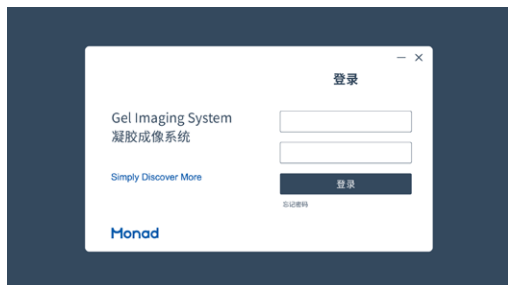 登录
Gel Imaging System
凝胶成像系统
Simply Discover More
登录
忘记密码
Monad